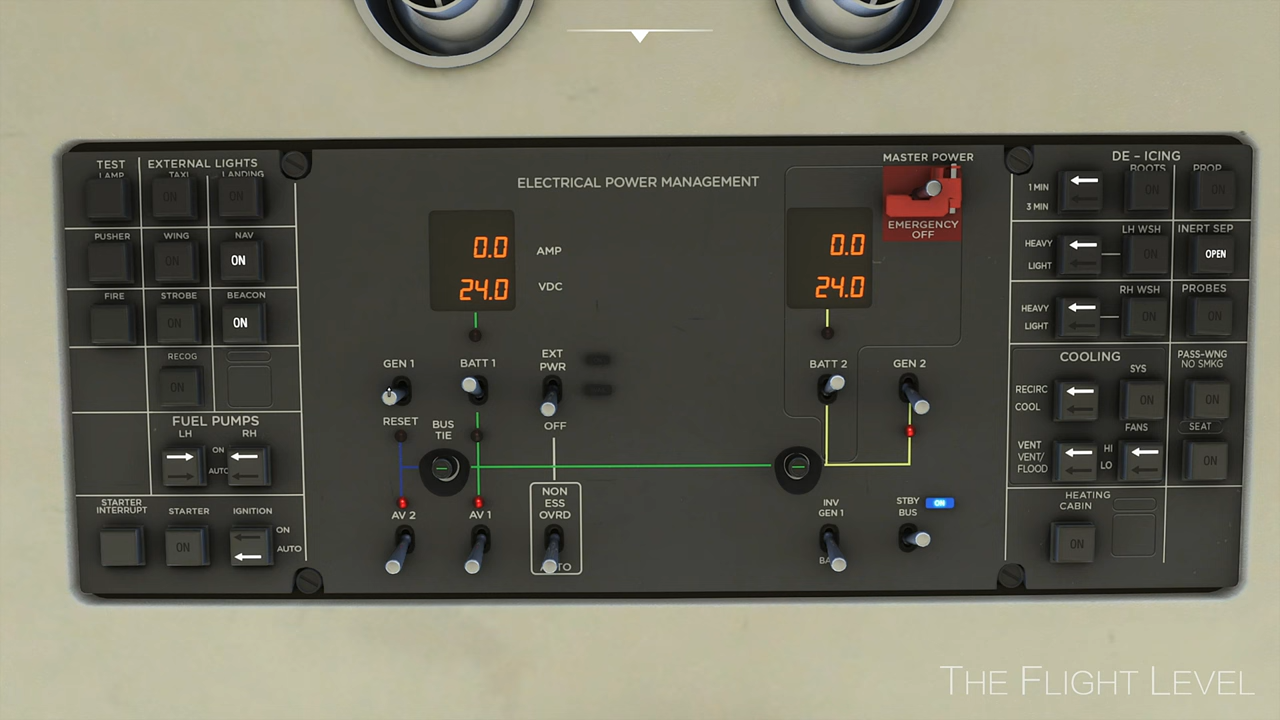 TEST
LAMP
EXTERNAL LIGHTS
TAXI
LANDING
ON
ON
PUSHER
WING
NAV
ON
ON
FIRE
STROBE
BEACON
ON
ON
RECOG
ON
FUEL PUMPS
LH
RH
ON
AUTO
STARTER
INTERRUPT
STARTER
IGNITION
ON
ON
AUTO
ELECTRICAL POWER MANAGEMENT
0.0
AMP
24.0
VDC
0.0
24.0
MASTER POWER
EMERGENCY
OFF
GEN 1
BATT 1
EXT
PWR
BATT 2
GEN 2
RESET
BUS
TIE
OFF
NON
ESS
OVRD
AV 2
AV 1
INV
GEN 1
STBY
BUS
ON
DE - ICING
BOOTS
PROP
1 MIN
3 MIN
ON
ON
LH WSH
INERT SEP
HEAVY
LIGHT
ON
OPEN
RH WSH
PROBES
HEAVY
LIGHT
ON
ON
COOLING
SYS
PASS-WNG
NO SMKG
RECIRC
COOL
ON
ON
FANS
SEAT
VENT
VENT/
FLOOD
HI
LO
ON
HEATING
CABIN
ON
THE FLIGHT LEVEL